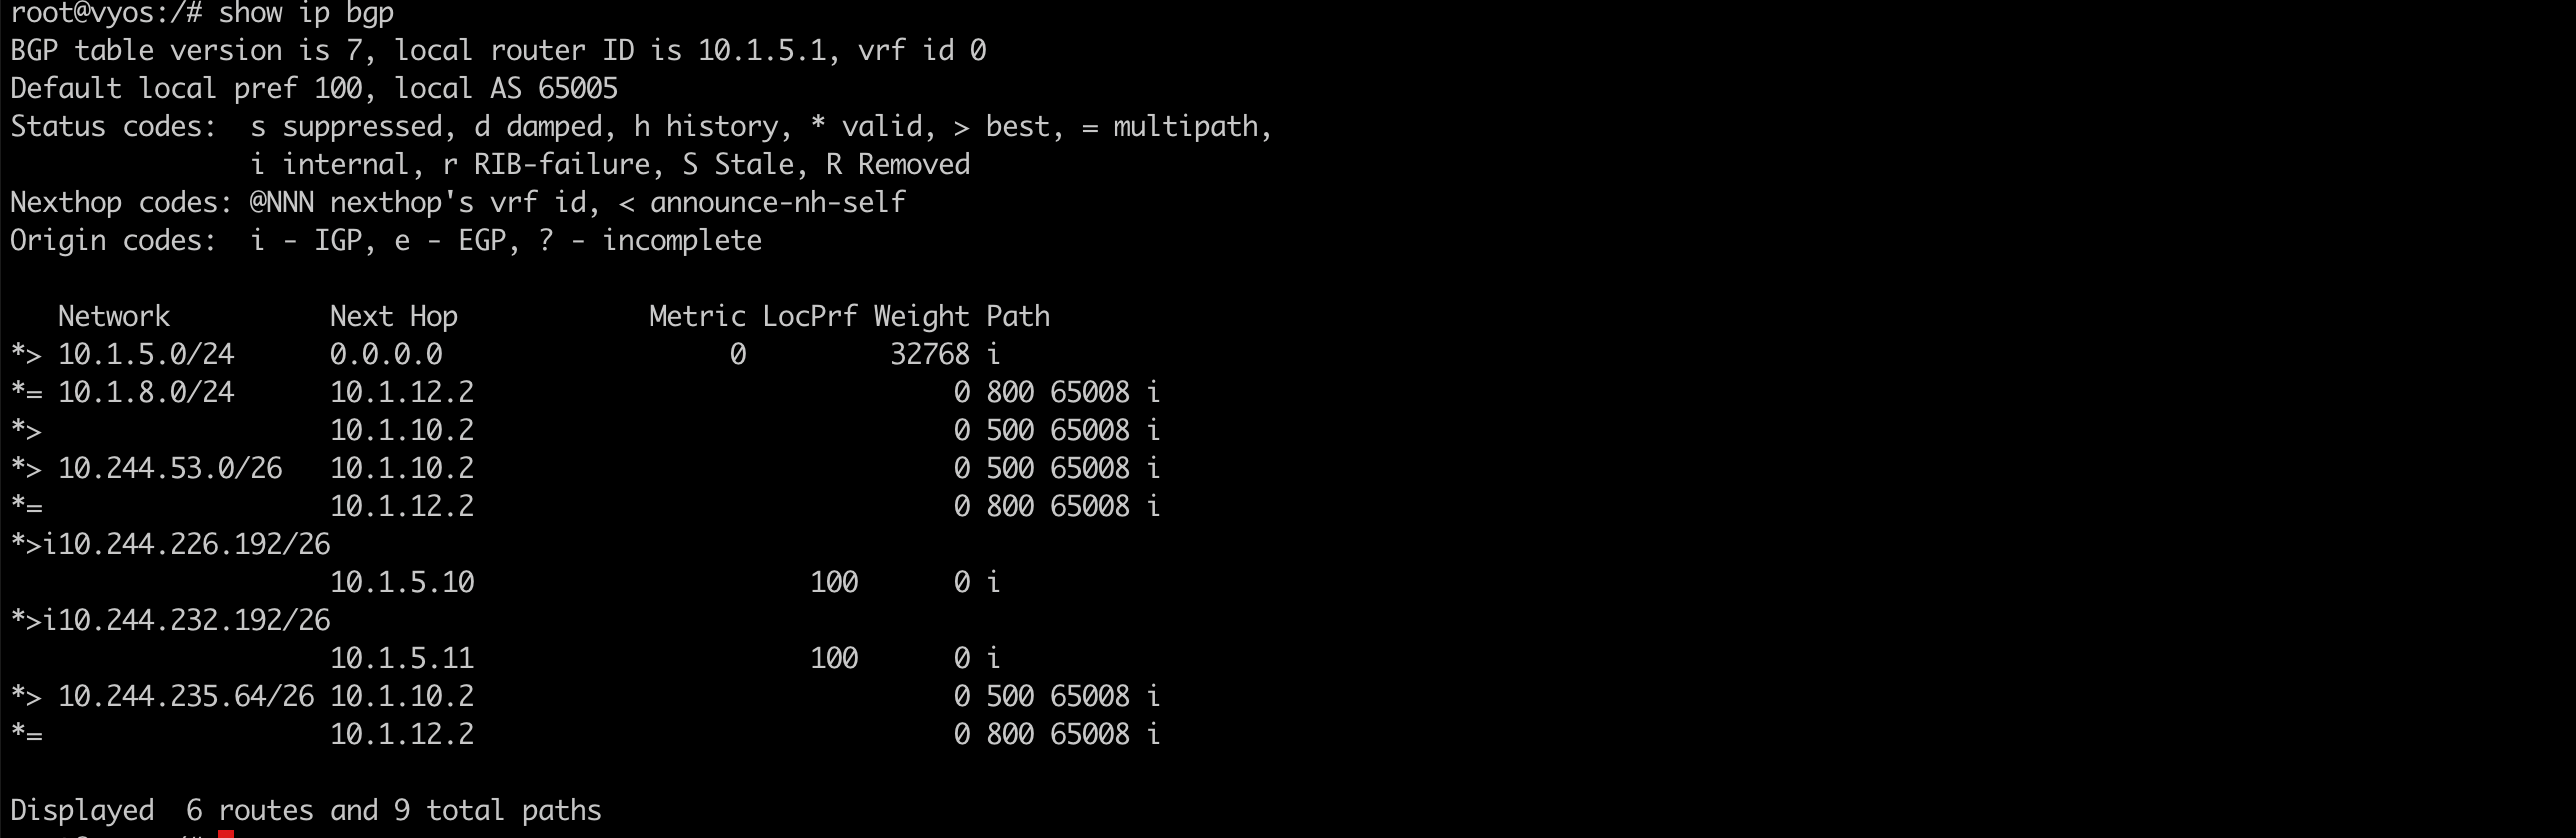 root@vyos:/# show ip bgp
BGP table version is 7, local router ID is 10.1.5.1, vrf id 0
Default local pref 100, local AS 65005
Status codes:  s suppressed, d damped, h history, * valid, > best, = multipath,
               i internal, r RIB-failure, S Stale, R Removed
Nexthop codes: @NNN nexthop's vrf id, < announce-nh-self
Origin codes:  i - IGP, e - EGP, ? - incomplete

   Network          Next Hop            Metric LocPrf Weight Path
*> 10.1.5.0/24      0.0.0.0                  0         32768 i
*= 10.1.8.0/24      10.1.12.2                              0 800 65008 i
*>                  10.1.10.2                              0 500 65008 i
*> 10.244.53.0/26   10.1.10.2                              0 500 65008 i
*=                  10.1.12.2                              0 800 65008 i
*>i10.244.226.192/26
                    10.1.5.10                     100      0 i
*>i10.244.232.192/26
                    10.1.5.11                     100      0 i
*> 10.244.235.64/26 10.1.10.2                              0 500 65008 i
*=                  10.1.12.2                              0 800 65008 i

Displayed  6 routes and 9 total paths